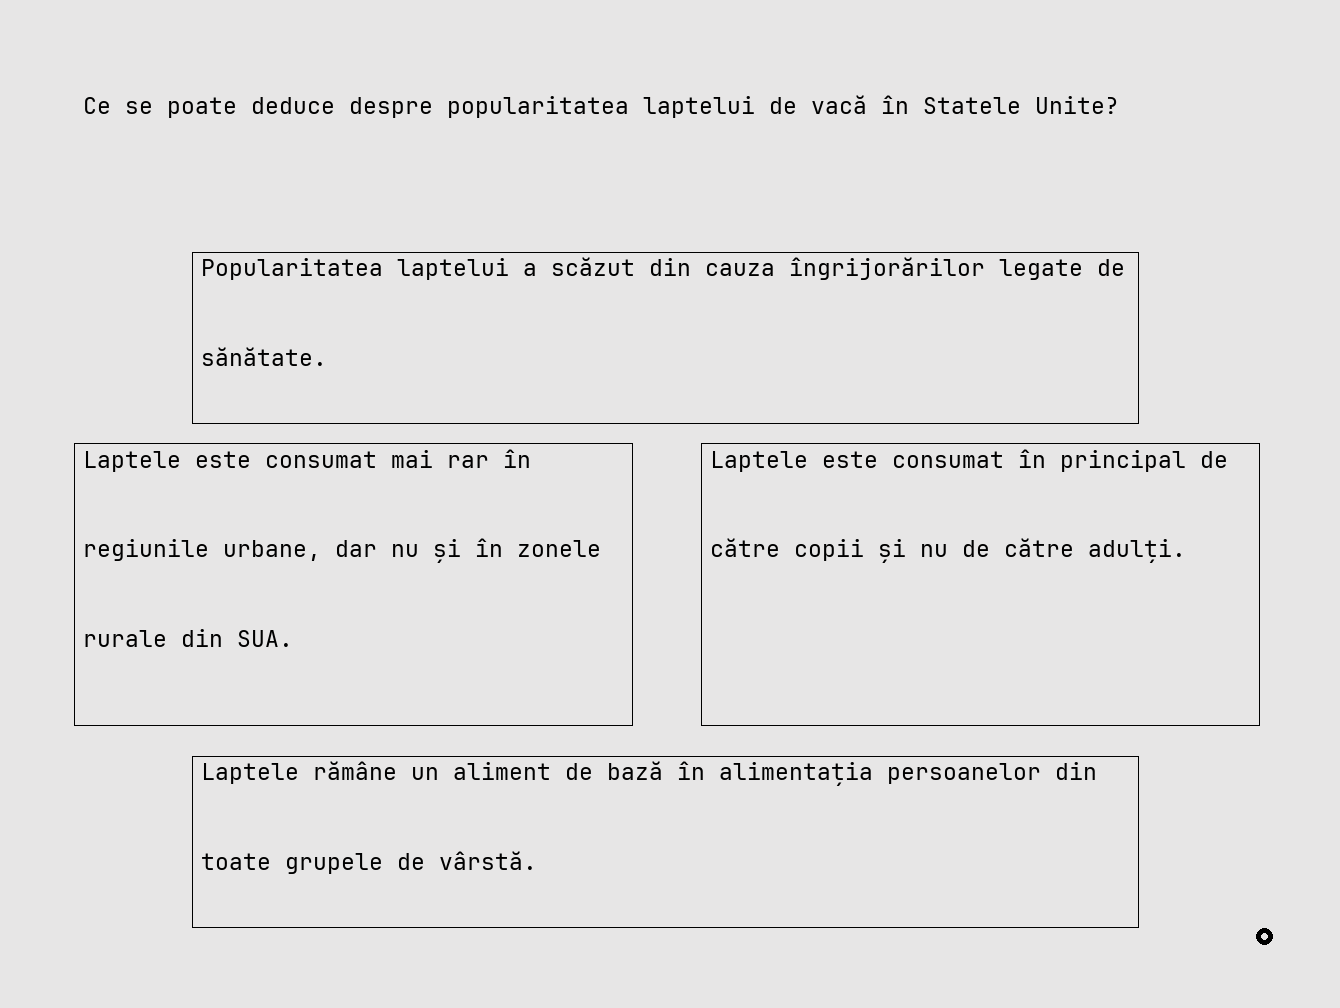 Ce se poate deduce despre popularitatea laptelui de vacă în Statele Unite?
Popularitatea laptelui a scăzut din cauza îngrijorărilor legate de
sănătate.
Laptele este consumat mai rar în
regiunile urbane, dar nu și în zonele
rurale din SUA.
Laptele este consumat în principal de
către copii și nu de către adulți.
Laptele rămâne un aliment de bază în alimentația persoanelor din
toate grupele de vârstă.